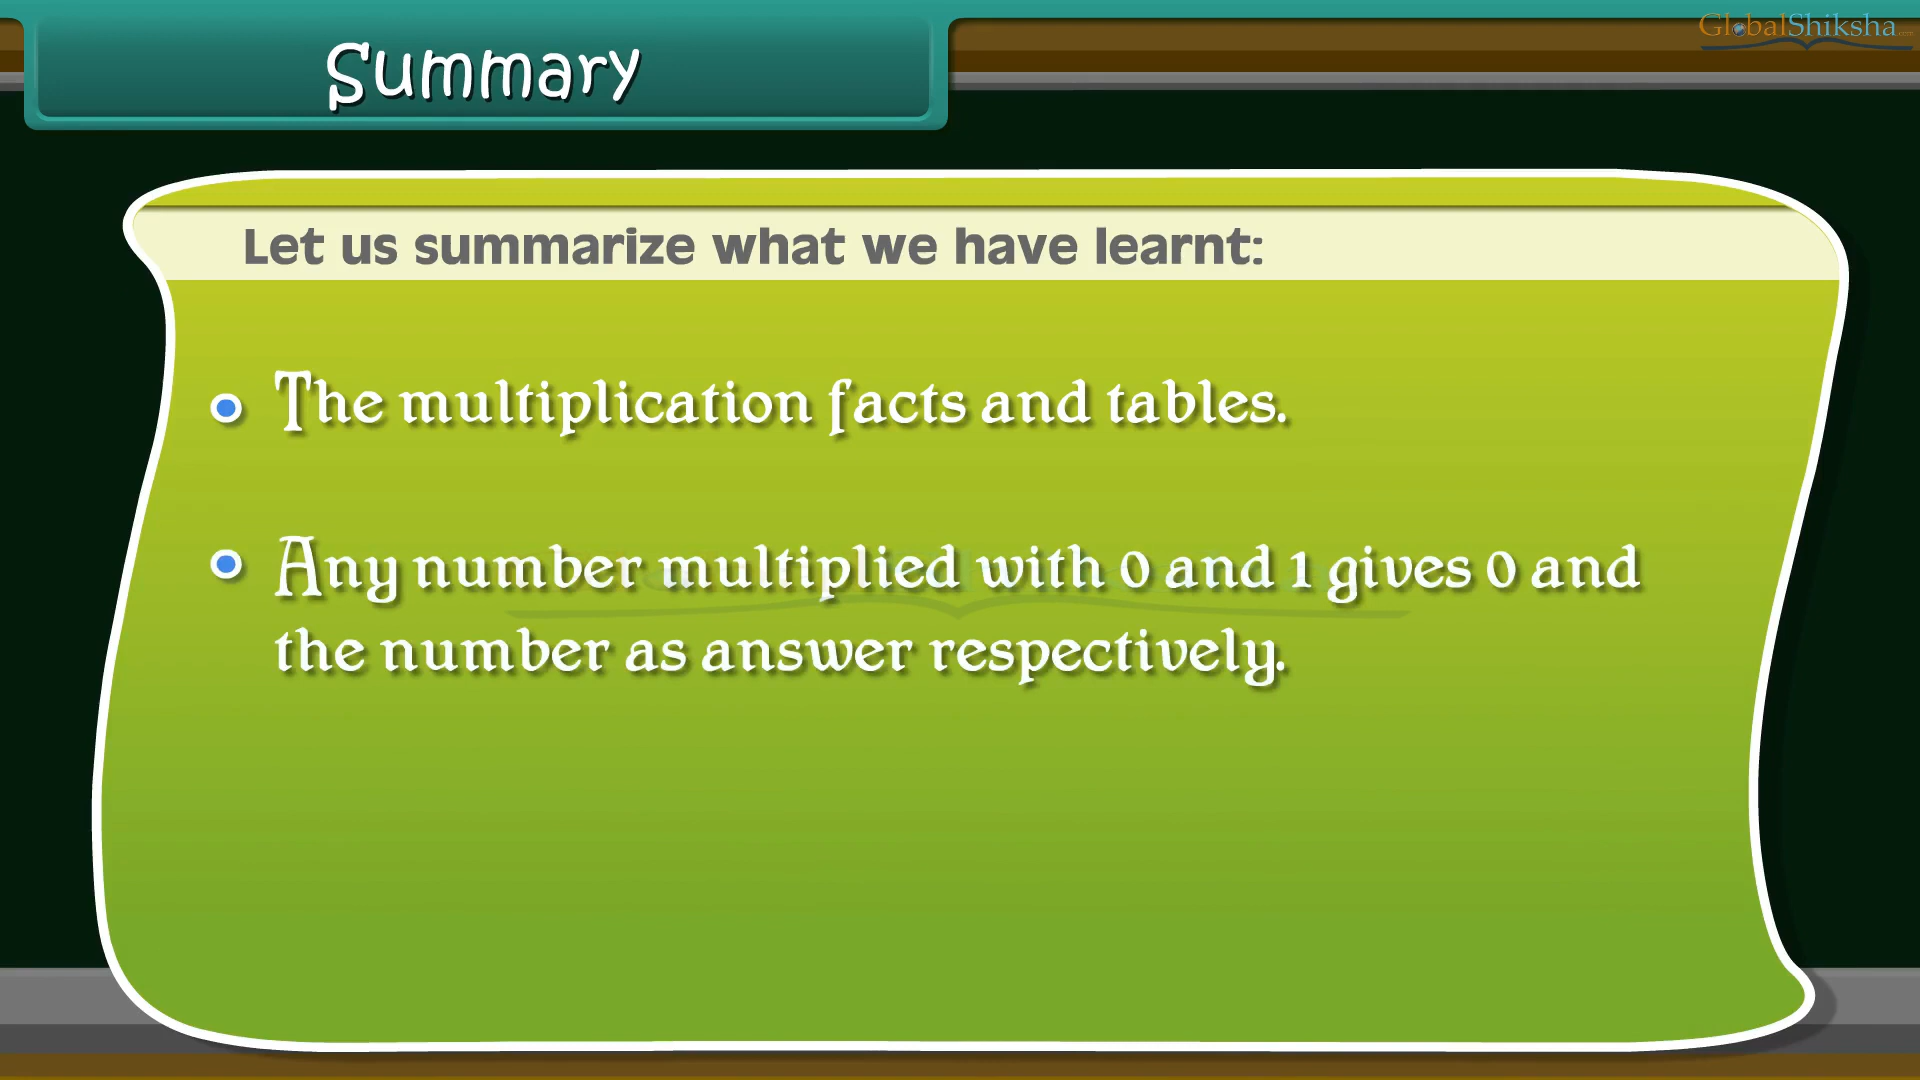 Summary
GlobalShiksha.com
Let us summarize what we have learnt:
The multiplication facts and tables.
Any number multiplied with 0 and 1 gives 0 and
the number as answer respectively.